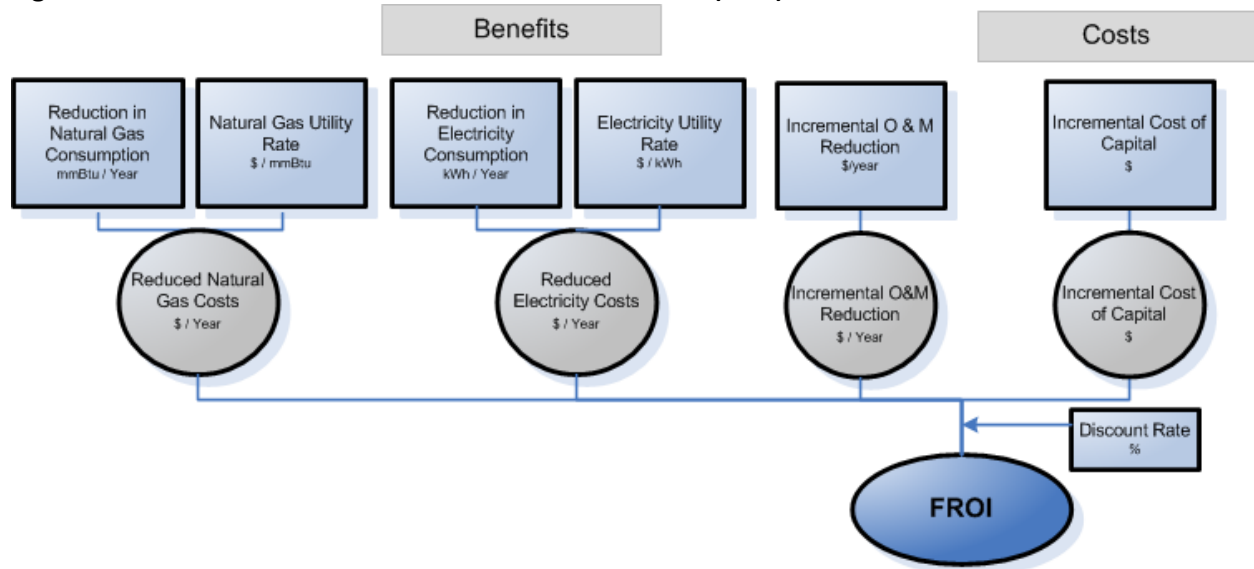 Benefits
Costs
Reduction in
Natural Gas
Consumption
mmBtu / Year
Natural Gas Utility
Rate
$ / mmBtu
Reduction in
Electricity
Consumption
kWh / Year
Electricity Utility
Rate
$ / kWh
Incremental O & M
Reduction
$/year
Incremental Cost of
Capital
$
Reduced Natural
Gas Costs
$ / Year
Reduced
Electricity Costs
$ / Year
Incremental O&M
Reduction
$ / Year
Incremental Cost
of Capital
$
Discount Rate
%
FROI